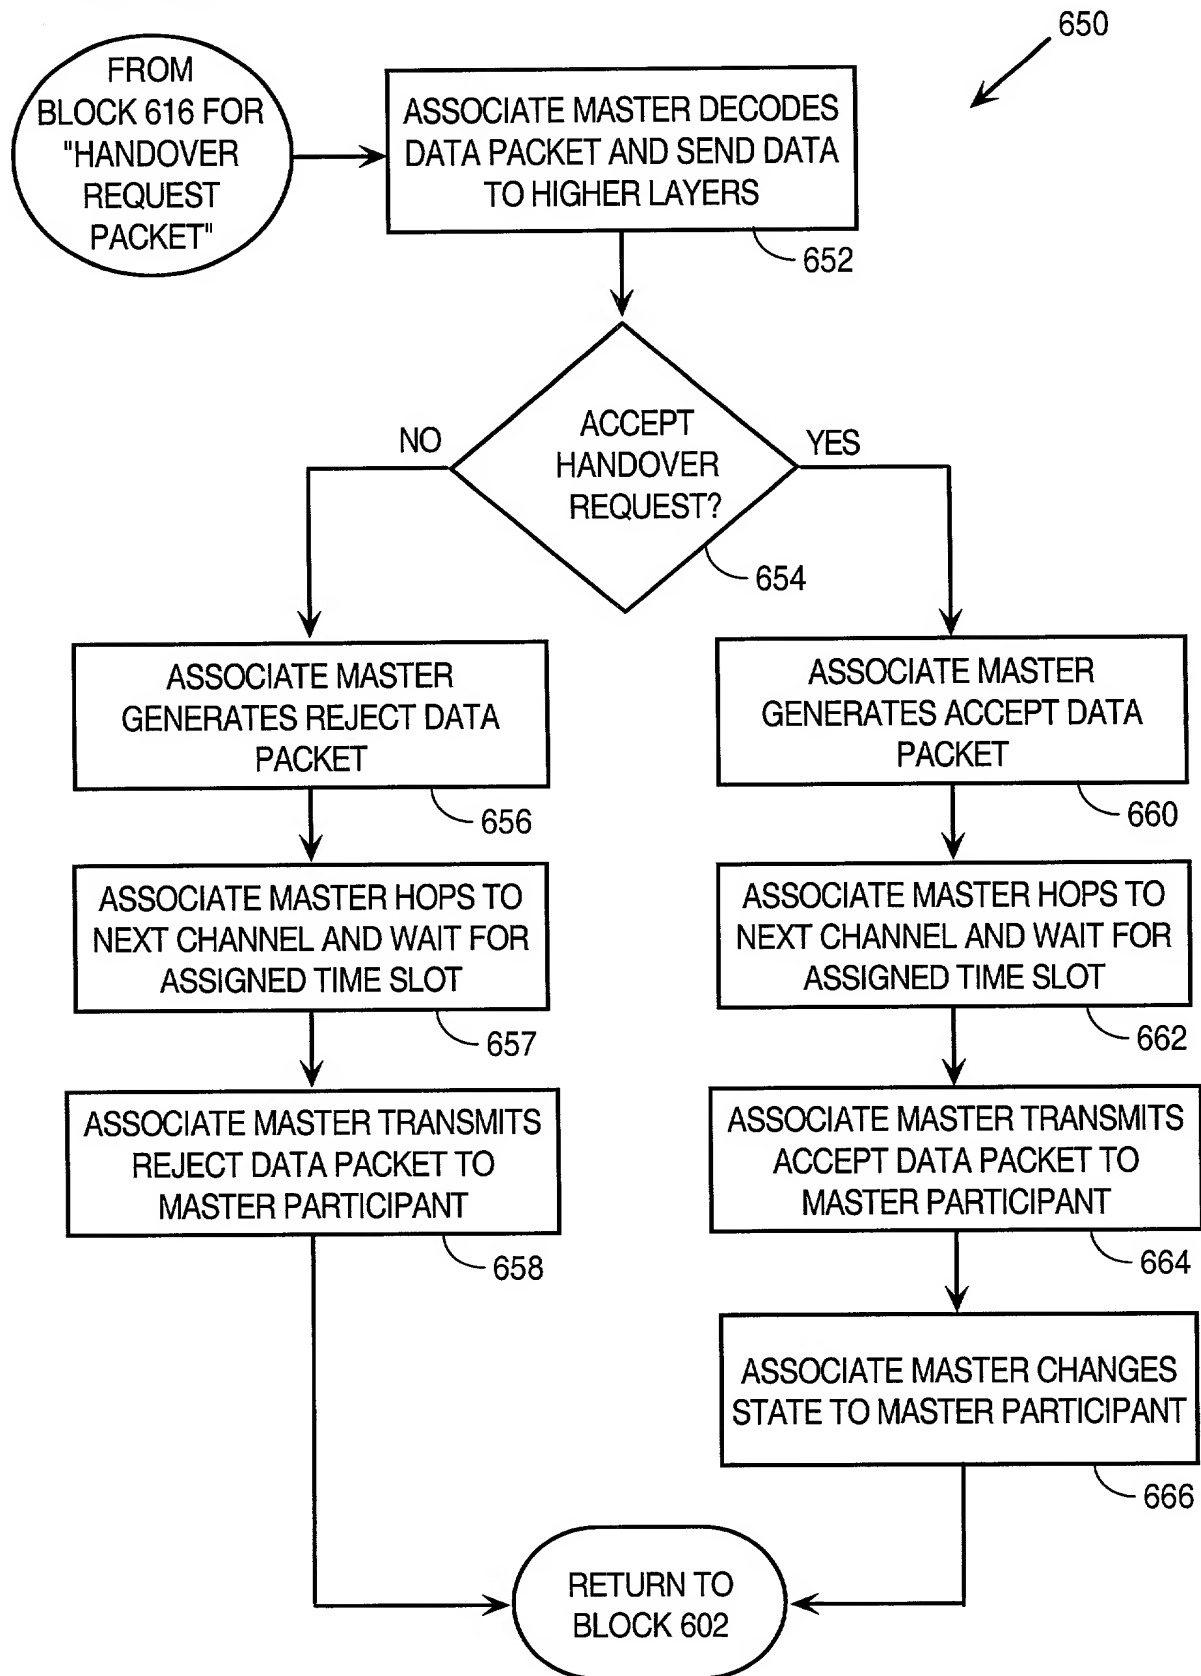 650
FROM
BLOCK 616 FOR
"HANDOVER
REQUEST
PACKET"
ASSOCIATE MASTER DECODES
DATA PACKET AND SEND DATA
TO HIGHER LAYERS
652
NO
ACCEPT
HANDOVER
REQUEST?
YES
654
ASSOCIATE MASTER
GENERATES REJECT DATA
PACKET
656
ASSOCIATE MASTER
GENERATES ACCEPT DATA
PACKET
660
ASSOCIATE MASTER HOPS TO
NEXT CHANNEL AND WAIT FOR
ASSIGNED TIME SLOT
657
ASSOCIATE MASTER HOPS TO
NEXT CHANNEL AND WAIT FOR
ASSIGNED TIME SLOT
662
ASSOCIATE MASTER TRANSMITS
REJECT DATA PACKET TO
MASTER PARTICIPANT
658
ASSOCIATE MASTER TRANSMITS
ACCEPT DATA PACKET TO
MASTER PARTICIPANT
664
ASSOCIATE MASTER CHANGES
STATE TO MASTER PARTICIPANT
666
RETURN TO
BLOCK 602